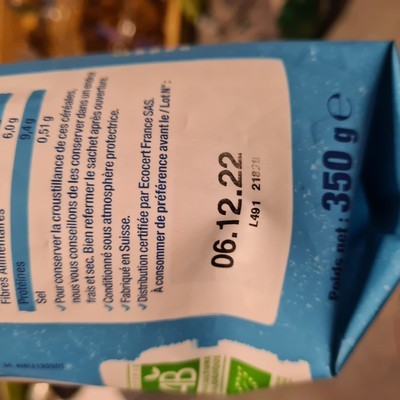 Fibres Alimentaires 6,0 g
Protéines 9,4 g
Sel 0,51 g
✓ Pour conserver la croustillance de ces céréales,
nous vous conseillons de les conserver dans un endroit
frais et sec. Bien refermer le sachet après ouverture.
✓ Conditionné sous atmosphère protectrice.
✓ Fabriqué en Suisse.
✓ Distribution certifiée par Ecocert France SAS.
À consommer de préférence avant le / Lot N° :
06.12.22
L491
Poids net : 350 g e
AB